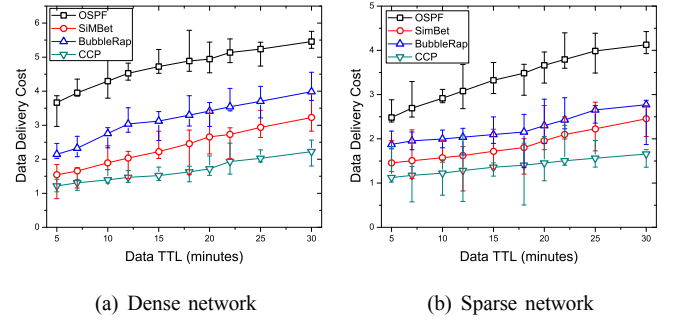 6
5
4
3
2
1
0
OSPF
SiMBet
BubbleRap
CCP
Data Delivery Cost
5
10
15
20
25
30
Data TTL (minutes)
(a) Dense network
5
4
3
2
1
0
OSPF
SimBet
BubbleRap
CCP
Data Delivery Cost
5
10
15
20
25
30
Data TTL (minutes)
(b) Sparse network